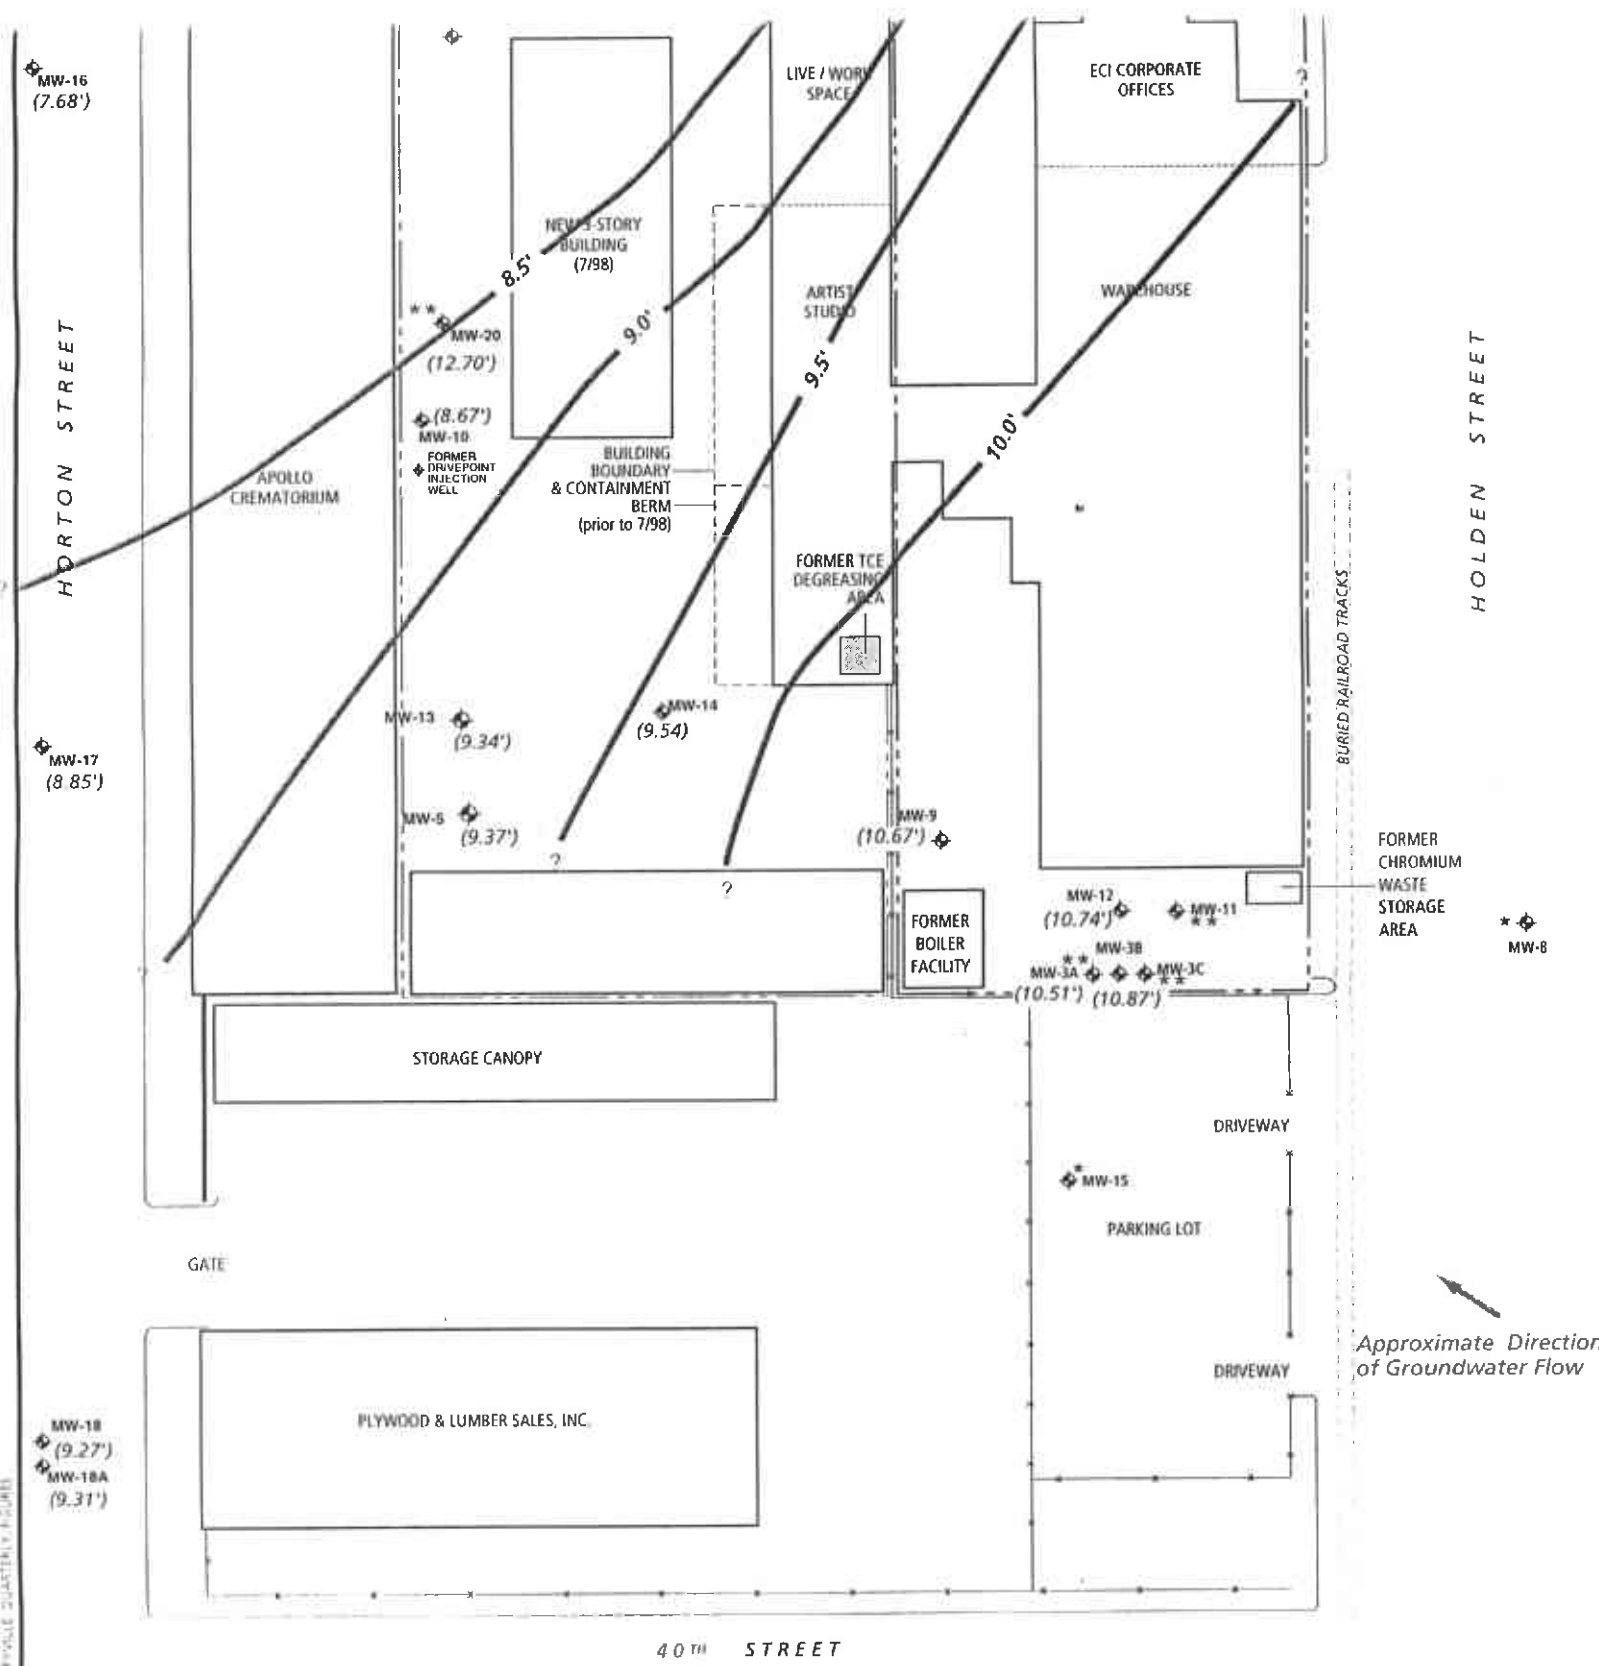 MW-16
(7.68')
LIVE / WORK
SPACE
ECI CORPORATE
OFFICES
?
NEW 3-STORY
BUILDING
(7/98)
8.5'
9.0'
9.5'
10.0'
ARTIST
STUDIO
WAREHOUSE
HORTON STREET
HOLDEN STREET
**
MW-20
(12.70')
(8.67')
MW-10
FORMER
DRIVEPOINT
INJECTION
WELL
APOLLO
CREMATORIUM
BUILDING
BOUNDARY
& CONTAINMENT
BERM
(prior to 7/98)
FORMER TCE
DEGREASING
AREA
?
BURIED RAILROAD TRACKS
MW-13
(9.34')
MW-14
(9.54)
MW-17
(8.85')
MW-5
(9.37')
MW-9
(10.67')
?
?
?
FORMER
CHROMIUM
WASTE
STORAGE
AREA
MW-12
(10.74')
MW-11
**
* MW-8
FORMER
BOILER
FACILITY
MW-3B
**
MW-3A
MW-3C
**
(10.51') (10.87')
STORAGE CANOPY
DRIVEWAY
*
MW-15
PARKING LOT
GATE
Approximate Direction
of Groundwater Flow
DRIVEWAY
PLYWOOD & LUMBER SALES, INC.
MW-18
(9.27')
MW-18A
(9.31')
QUARTERLY FIGURES
40TH STREET